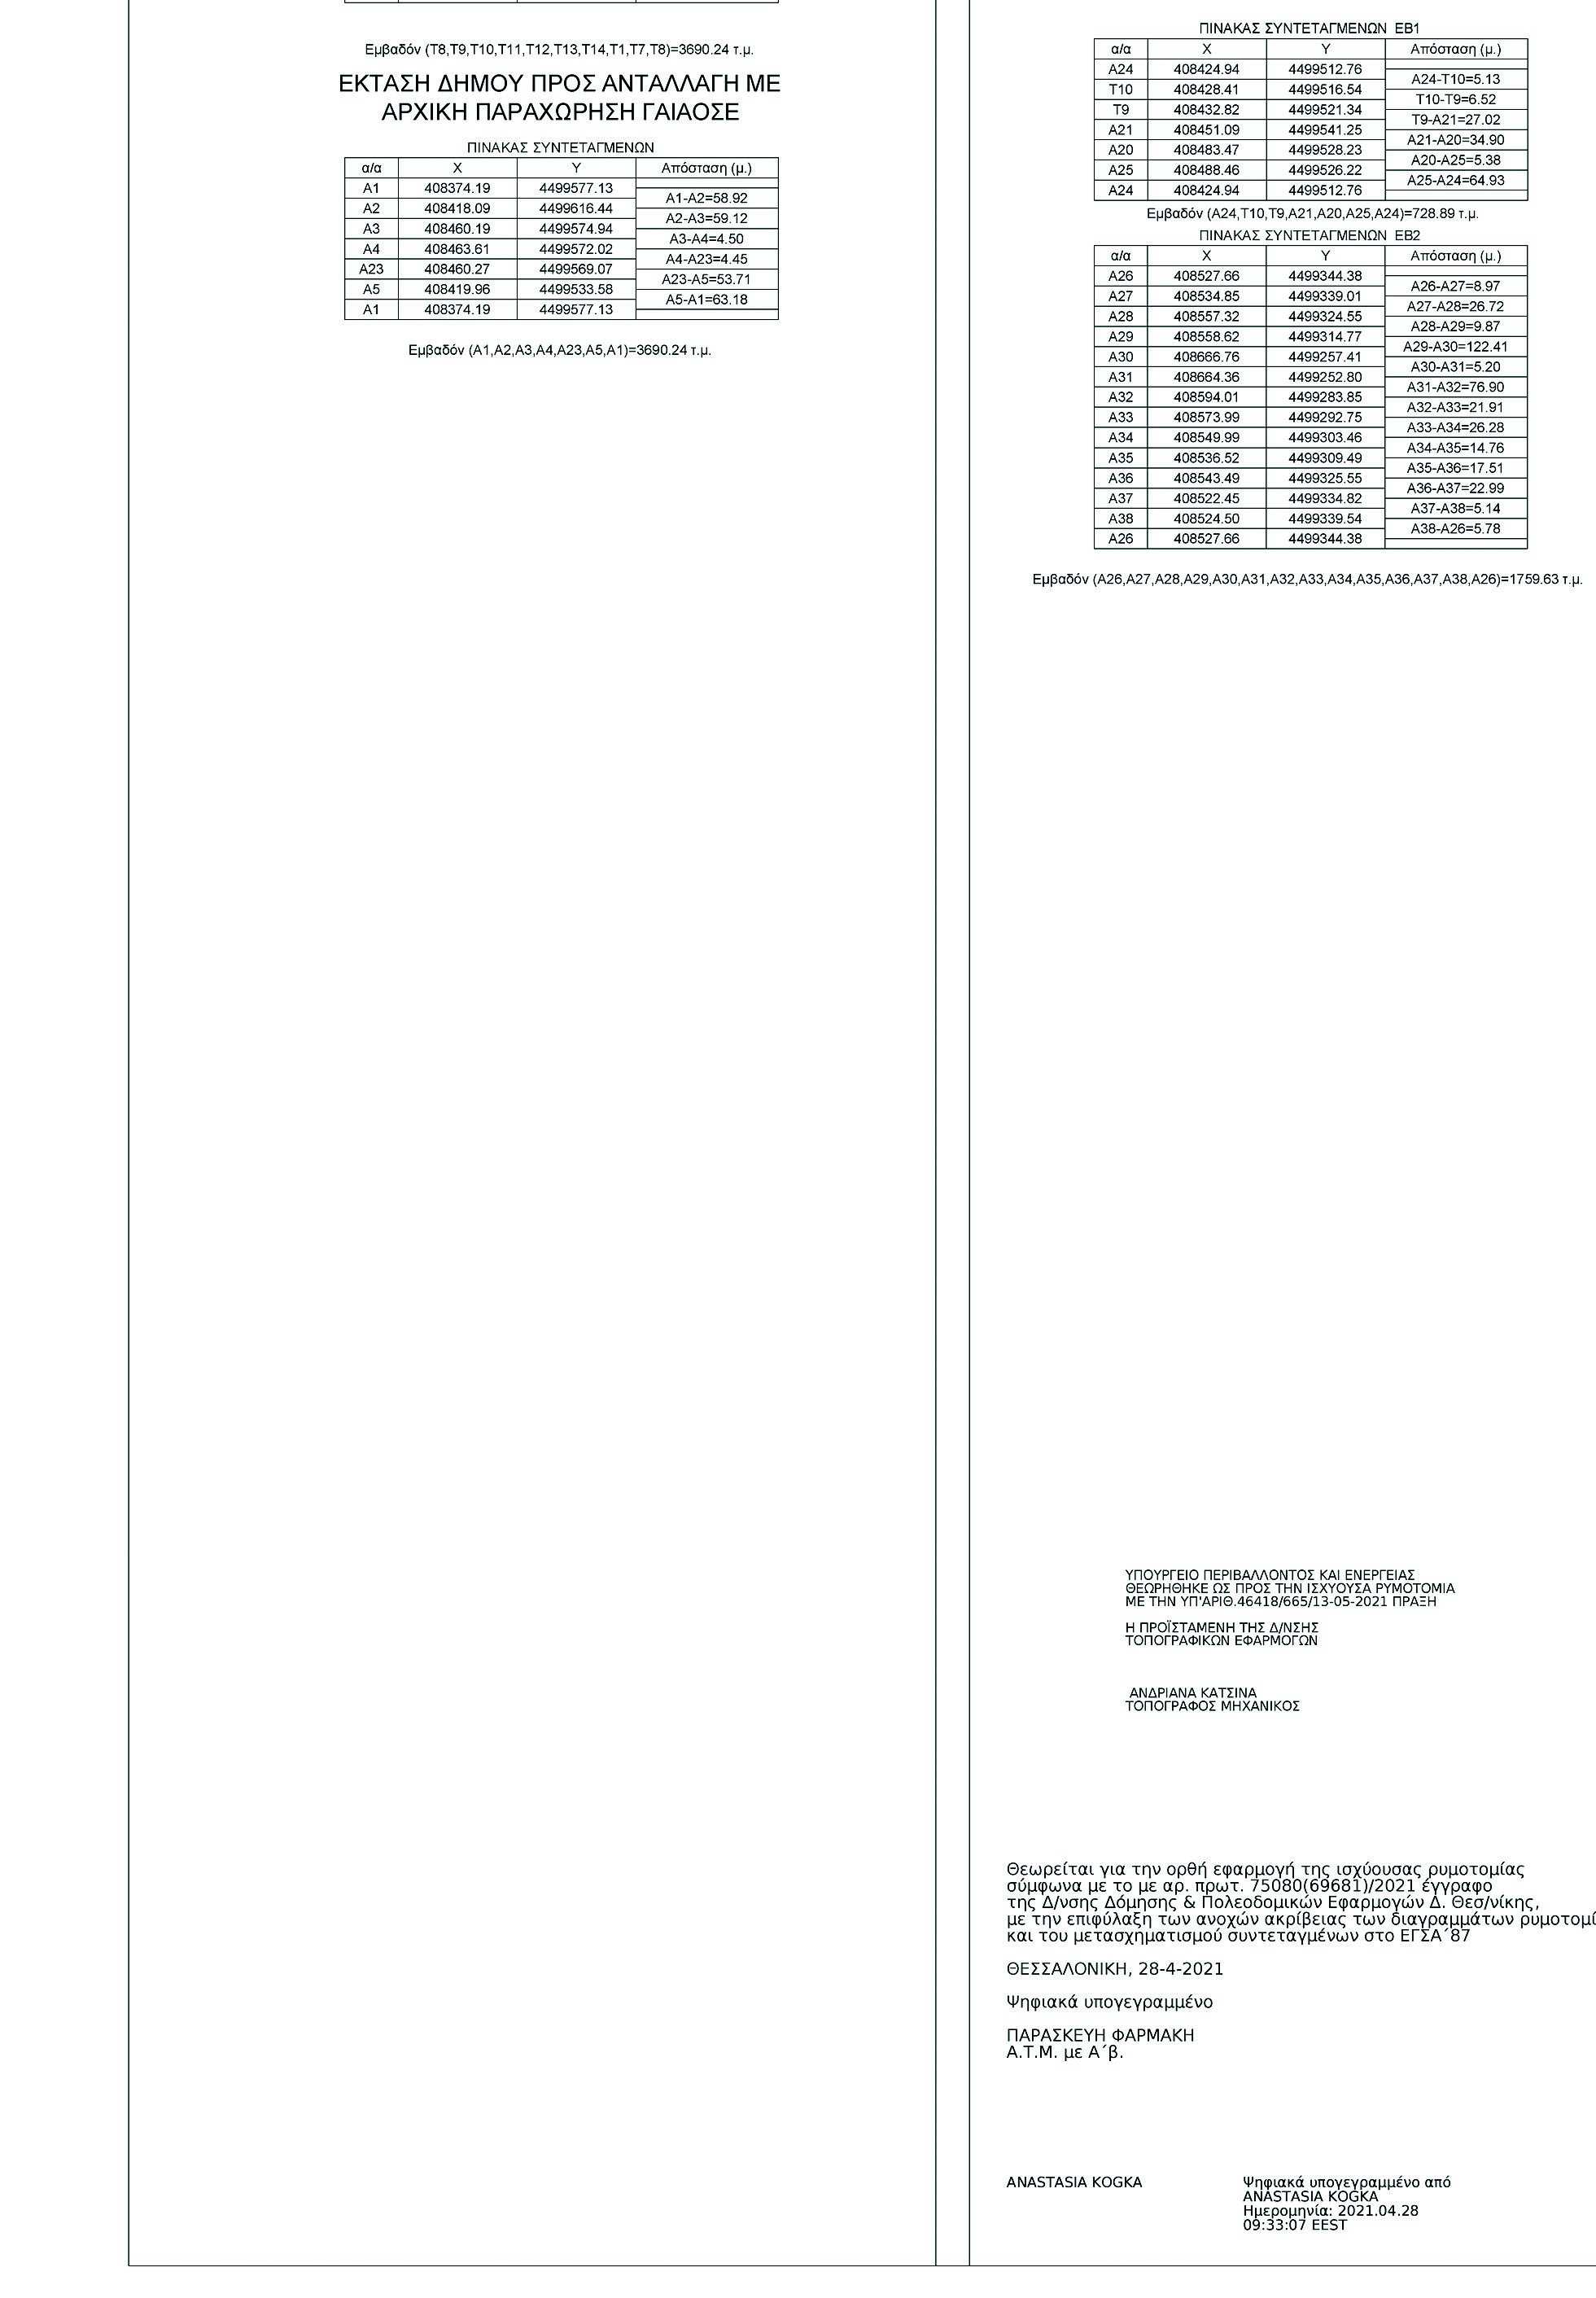 Εμβαδόν (Τ8,Τ9,Τ10,Τ11,Τ12,Τ13,Τ14,Τ1,Τ7,Τ8)=3690.24 τ.μ.
ΕΚΤΑΣΗ ΔΗΜΟΥ ΠΡΟΣ ΑΝΤΑΛΛΑΓΗ ΜΕ
ΑΡΧΙΚΗ ΠΑΡΑΧΩΡΗΣΗ ΓΑΙΑΟΣΕ
ΠΙΝΑΚΑΣ ΣΥΝΤΕΤΑΓΜΕΝΩΝ
α/α Χ Υ Απόσταση (μ.)
Α1 408374.19 4499577.13
Α1-Α2=58.92
Α2 408418.09 4499616.44
Α2-Α3=59.12
Α3 408460.19 4499574.94
Α3-Α4=4.50
Α4 408463.61 4499572.02
Α4-Α23=4.45
Α23 408460.27 4499569.07
Α23-Α5=53.71
Α5 408419.96 4499533.58
Α5-Α1=63.18
Α1 408374.19 4499577.13
Εμβαδόν (Α1,Α2,Α3,Α4,Α23,Α5,Α1)=3690.24 τ.μ.
ΠΙΝΑΚΑΣ ΣΥΝΤΕΤΑΓΜΕΝΩΝ ΕΒ1
α/α Χ Υ Απόσταση (μ.)
Α24 408424.94 4499512.76
Α24-Τ10=5.13
Τ10 408428.41 4499516.54
Τ10-Τ9=6.52
Τ9 408432.82 4499521.34
Τ9-Α21=27.02
Α21 408451.09 4499541.25
Α21-Α20=34.90
Α20 408483.47 4499528.23
Α20-Α25=5.38
Α25 408488.46 4499526.22
Α25-Α24=64.93
Α24 408424.94 4499512.76
Εμβαδόν (Α24,Τ10,Τ9,Α21,Α20,Α25,Α24)=728.89 τ.μ.
ΠΙΝΑΚΑΣ ΣΥΝΤΕΤΑΓΜΕΝΩΝ ΕΒ2
α/α Χ Υ Απόσταση (μ.)
Α26 408527.66 4499344.38
Α26-Α27=8.97
Α27 408534.85 4499339.01
Α27-Α28=26.72
Α28 408557.32 4499324.55
Α28-Α29=9.87
Α29 408558.62 4499314.77
Α29-Α30=122.41
Α30 408666.76 4499257.41
Α30-Α31=5.20
Α31 408664.36 4499252.80
Α31-Α32=76.90
Α32 408594.01 4499283.85
Α32-Α33=21.91
Α33 408573.99 4499292.75
Α33-Α34=26.28
Α34 408549.99 4499303.46
Α34-Α35=14.76
Α35 408536.52 4499309.49
Α35-Α36=17.51
Α36 408543.49 4499325.55
Α36-Α37=22.99
Α37 408522.45 4499334.82
Α37-Α38=5.14
Α38 408524.50 4499339.54
Α38-Α26=5.78
Α26 408527.66 4499344.38
Εμβαδόν (Α26,Α27,Α28,Α29,Α30,Α31,Α32,Α33,Α34,Α35,Α36,Α37,Α38,Α26)=1759.63 τ.μ.
ΥΠΟΥΡΓΕΙΟ ΠΕΡΙΒΑΛΛΟΝΤΟΣ ΚΑΙ ΕΝΕΡΓΕΙΑΣ
ΘΕΩΡΗΘΗΚΕ ΩΣ ΠΡΟΣ ΤΗΝ ΙΣΧΥΟΥΣΑ ΡΥΜΟΤΟΜΙΑ
ΜΕ ΤΗΝ ΥΠ'ΑΡΙΘ.46418/665/13-05-2021 ΠΡΑΞΗ
Η ΠΡΟΪΣΤΑΜΕΝΗ ΤΗΣ Δ/ΝΣΗΣ
ΤΟΠΟΓΡΑΦΙΚΩΝ ΕΦΑΡΜΟΓΩΝ
ΑΝΔΡΙΑΝΑ ΚΑΤΣΙΝΑ
ΤΟΠΟΓΡΑΦΟΣ ΜΗΧΑΝΙΚΟΣ
Θεωρείται για την ορθή εφαρμογή της ισχύουσας ρυμοτομίας
σύμφωνα με το με αρ. πρωτ. 75080(69681)/2021 έγγραφο
της Δ/νσης Δόμησης & Πολεοδομικών Εφαρμογών Δ. Θεσ/νίκης,
με την επιφύλαξη των ανοχών ακρίβειας των διαγραμμάτων ρυμοτομί
και του μετασχηματισμού συντεταγμένων στο ΕΓΣΑ΄87
ΘΕΣΣΑΛΟΝΙΚΗ, 28-4-2021
Ψηφιακά υπογεγραμμένο
ΠΑΡΑΣΚΕΥΗ ΦΑΡΜΑΚΗ
Α.Τ.Μ. με Α΄β.
ANASTASIA KOGKA
Ψηφιακά υπογεγραμμένο από
ANASTASIA KOGKA
Ημερομηνία: 2021.04.28
09:33:07 EEST